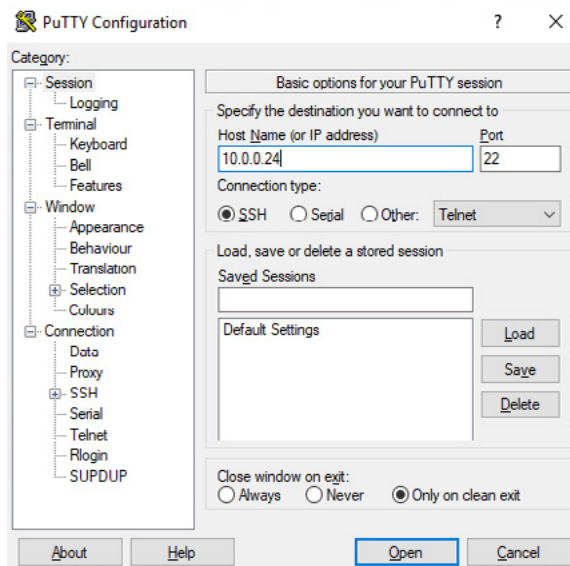 PuTTY Configuration
?
Category:
Session
Logging
Terminal
Keyboard
Bell
Features
Window
Appearance
Behaviour
Translation
Selection
Colours
Connection
Data
Proxy
SSH
Serial
Telnet
Rlogin
SUPDUP
Basic options for your PuTTY session
Specify the destination you want to connect to
Host Name (or IP address) Port
10.0.0.24 22
Connection type:
SSH Serial Other: Telnet
Load, save or delete a stored session
Saved Sessions
Default Settings
Load
Save
Delete
Close window on exit:
Always Never Only on clean exit
About Help Open Cancel